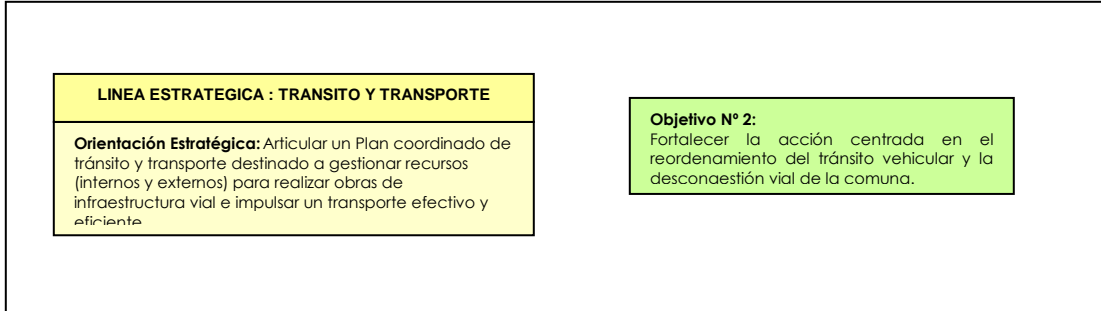 LINEA ESTRATEGICA : TRANSITO Y TRANSPORTE
Orientación Estratégica: Articular un Plan coordinado de
tránsito y transporte destinado a gestionar recursos
(internos y externos) para realizar obras de
infraestructura vial e impulsar un transporte efectivo y
eficiente
Objetivo Nº 2:
Fortalecer la acción centrada en el
reordenamiento del tránsito vehicular y la
descongestión vial de la comuna.